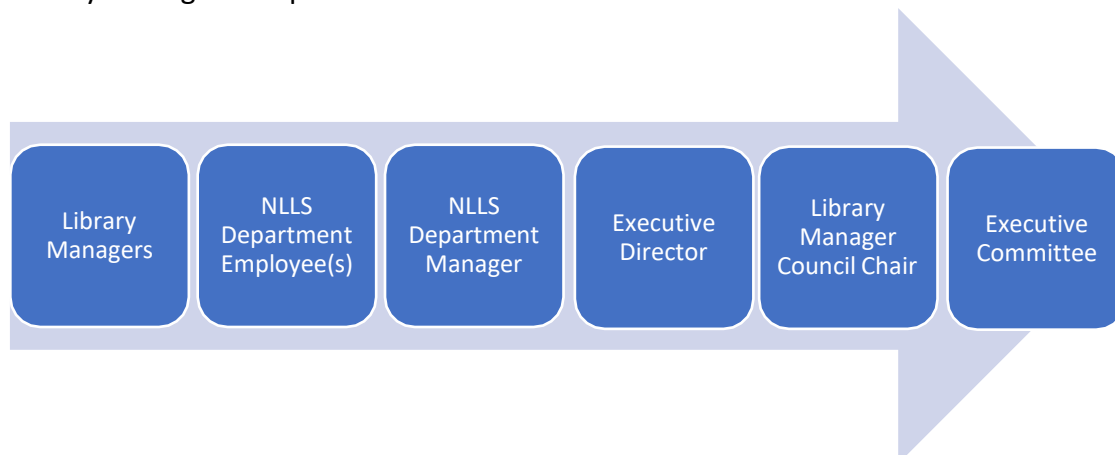 Library
Managers
NLLS
Department
Employee(s)
NLLS
Department
Manager
Executive
Director
Library
Manager
Council Chair
Executive
Committee